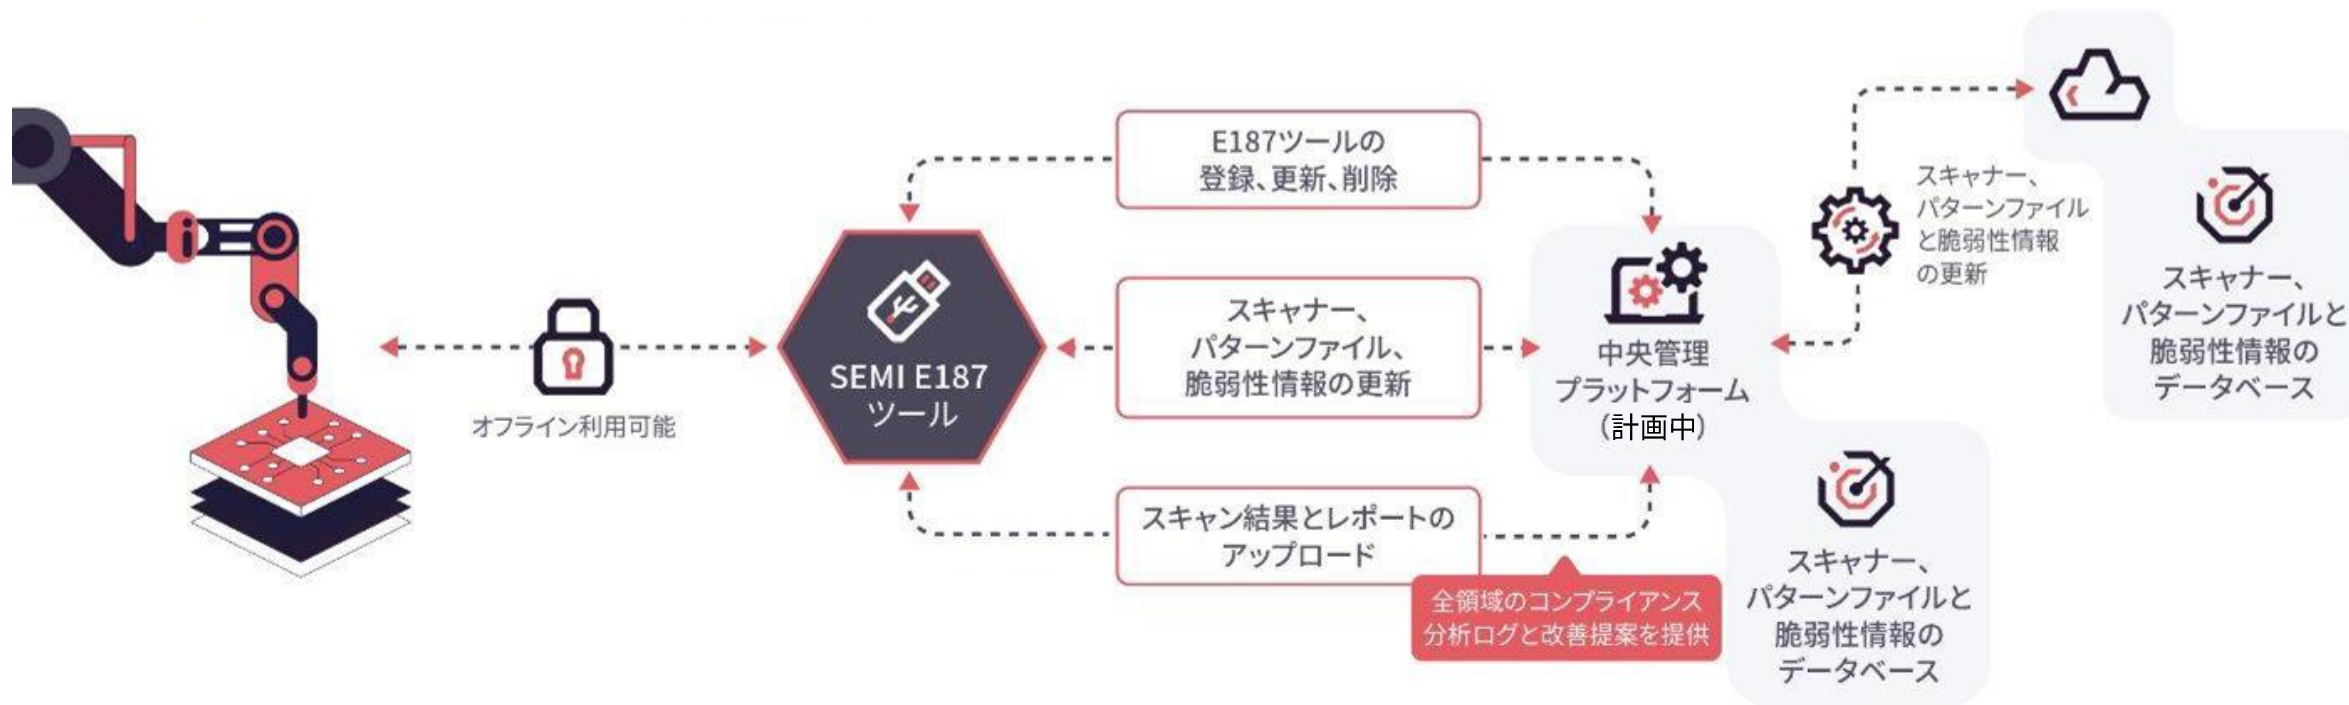 オフライン利用可能
SEMI E187
ツール
E187ツールの
登録、更新、削除
スキャナー、
パターンファイル、
脆弱性情報の更新
スキャン結果とレポートの
アップロード
全領域のコンプライアンス
分析ログと改善提案を提供
中央管理
プラットフォーム
(計画中)
スキャナー、
パターンファイルと
脆弱性情報の
データベース
スキャナー、
パターンファイル
と脆弱性情報
の更新
スキャナー、
パターンファイルと
脆弱性情報の
データベース